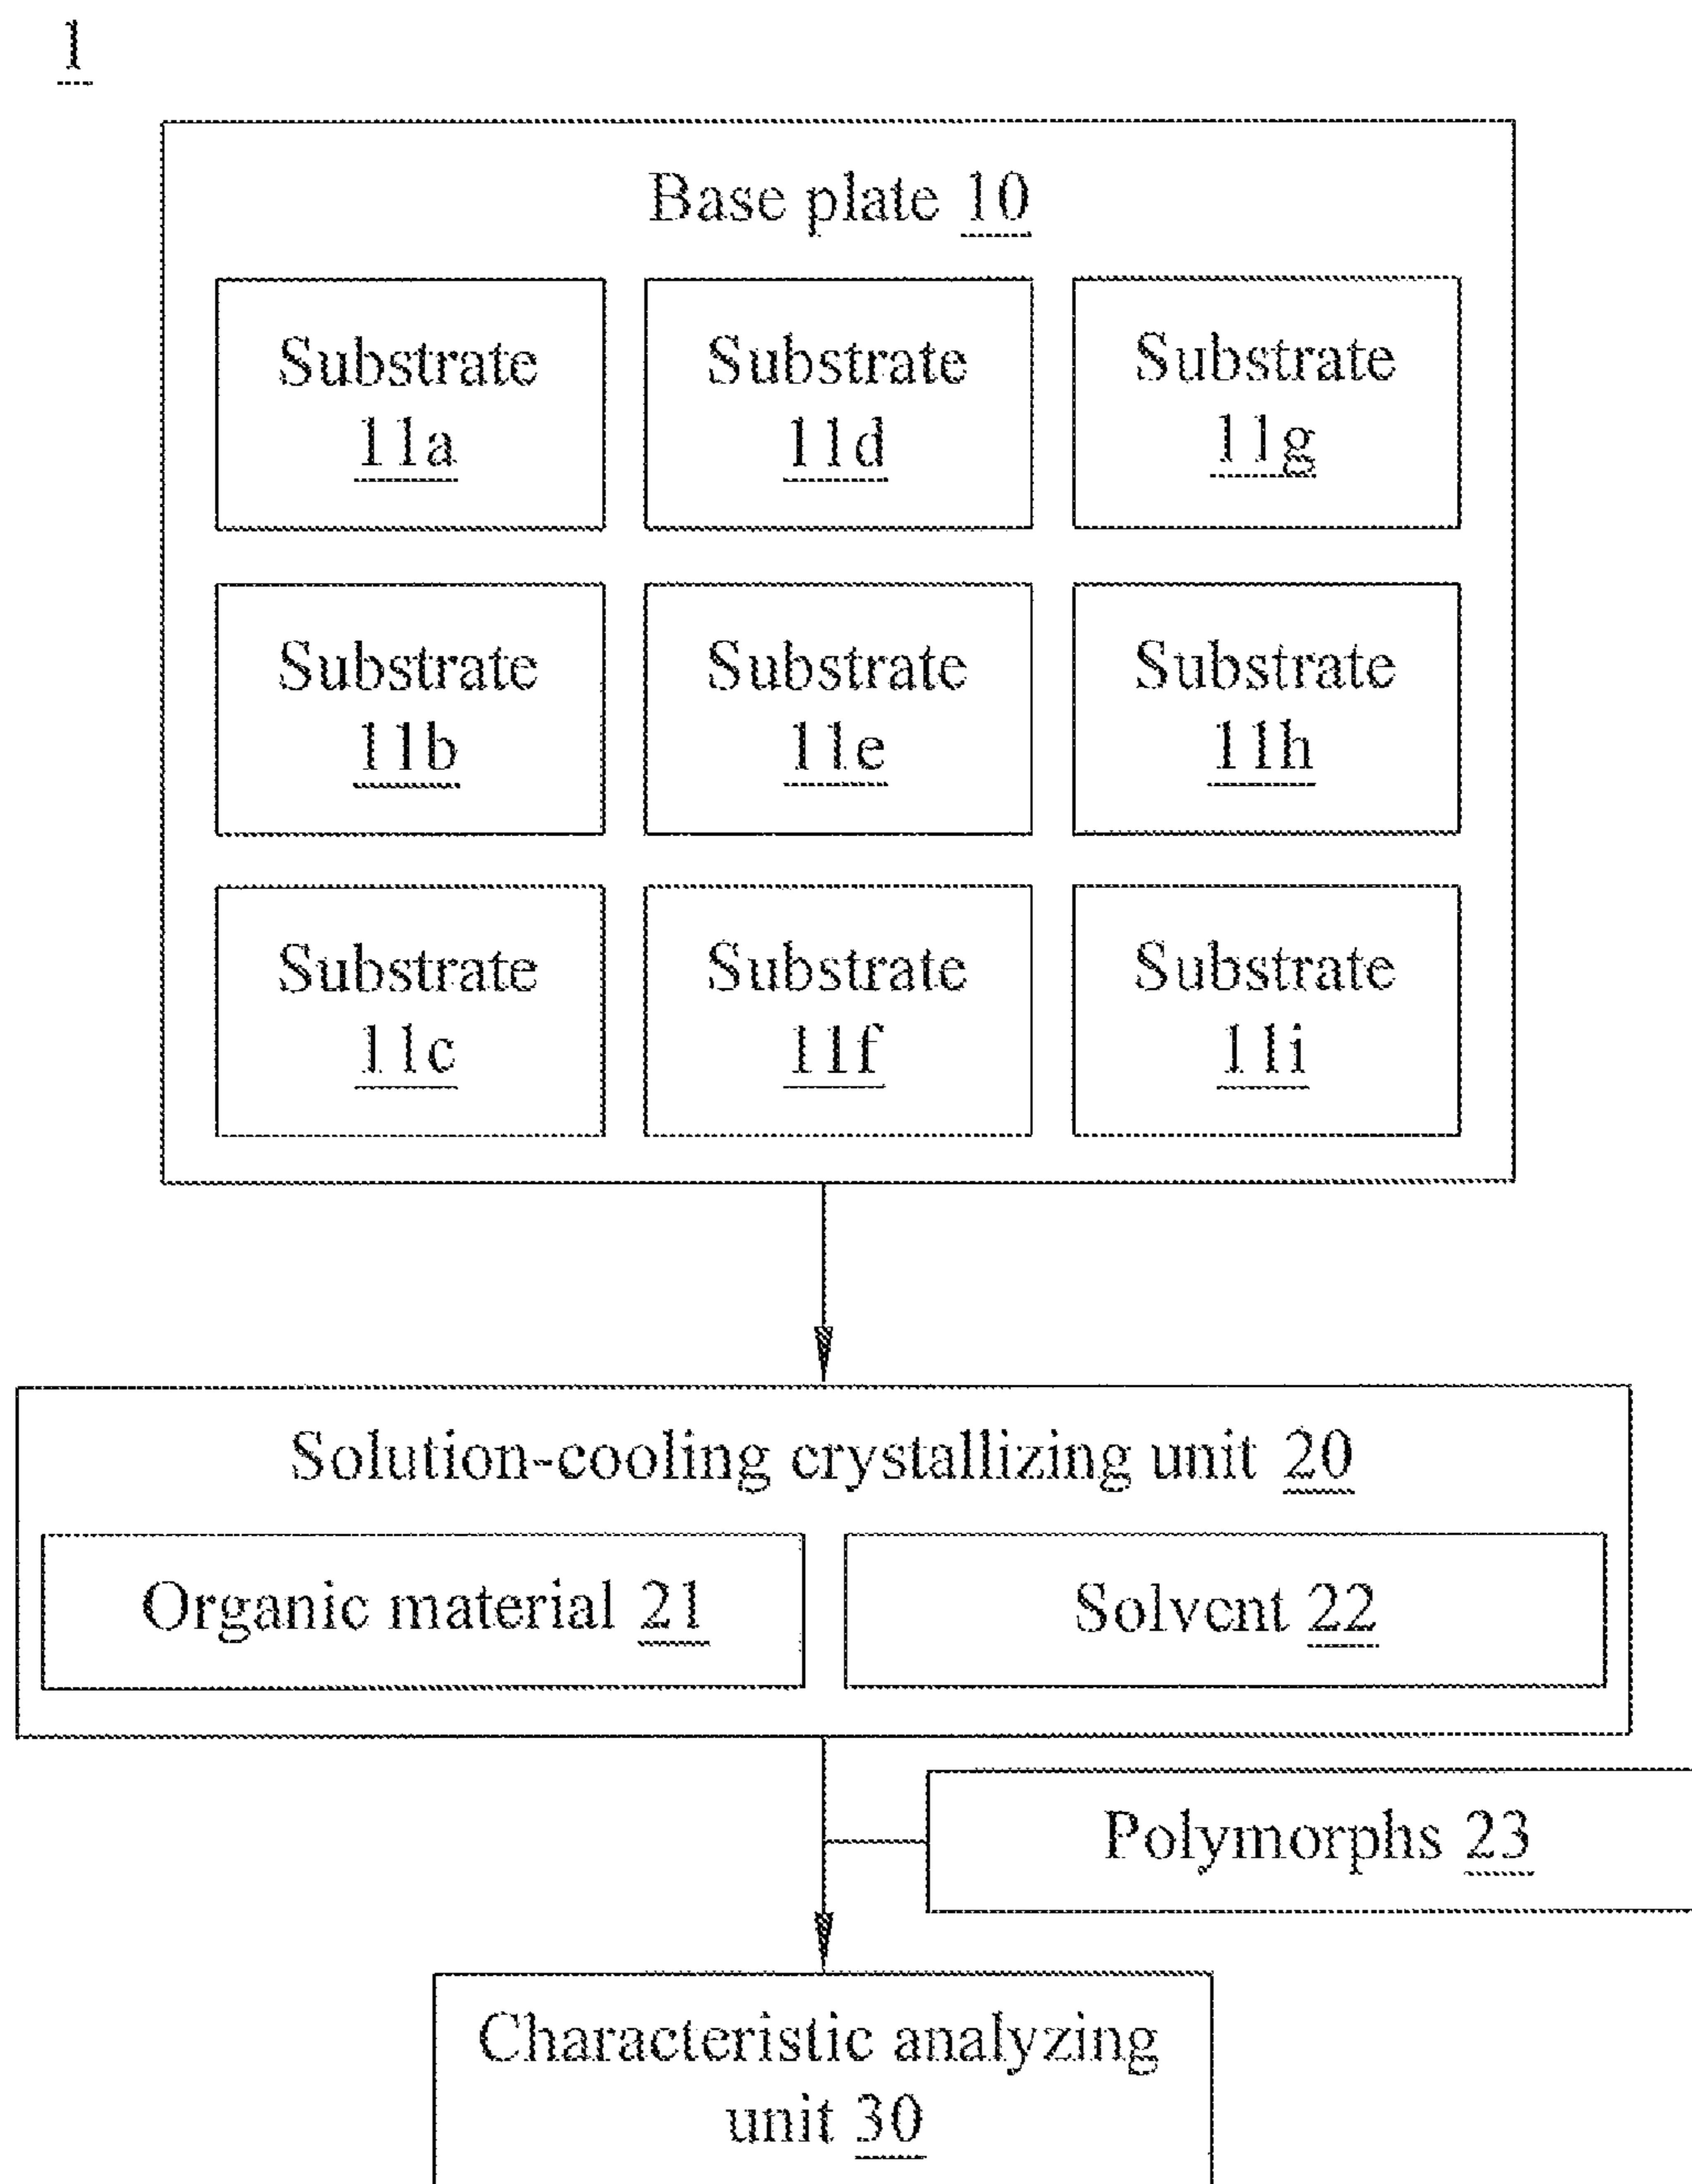 1
Base plate 10
Substrate
11a
Substrate
11d
Substrate
11g
Substrate
11b
Substrate
11e
Substrate
11h
Substrate
11c
Substrate
11f
Substrate
11i
Solution-cooling crystallizing unit 20
Organic material 21
Solvent 22
Polymorphs 23
Characteristic analyzing
unit 30